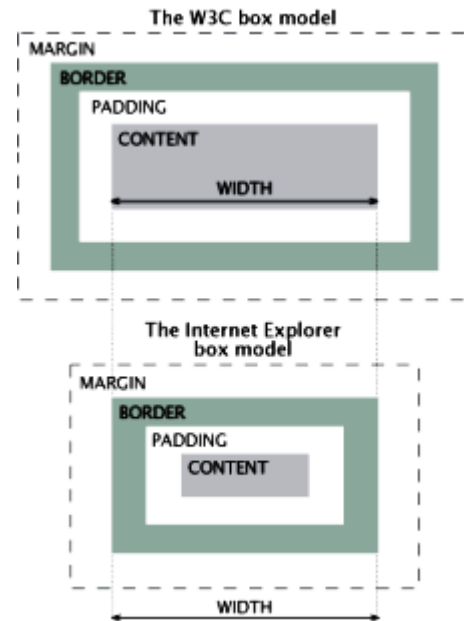 The W3C box model
MARGIN
BORDER
PADDING
CONTENT
WIDTH
The Internet Explorer
box model
MARGIN
BORDER
PADDING
CONTENT
WIDTH